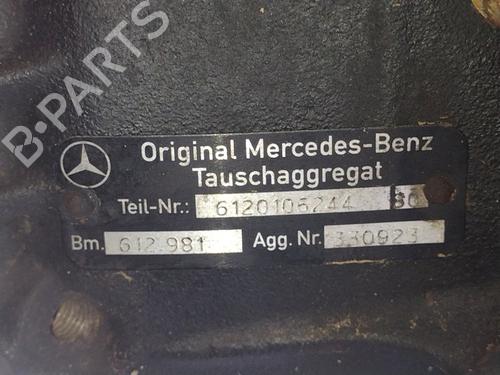 B-PARTS
Original Mercedes-Benz
Tauschaggregat
Teil-Nr.: 6120106244 80
Bm. 612.981 Agg. Nr. 330923